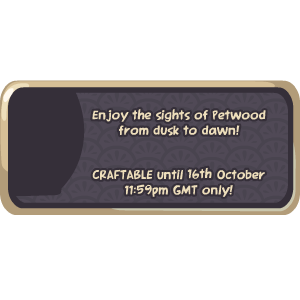 Enjoy the sights of Petwood
from dusk to dawn!
CRAFTABLE until 16th October
11:59pm GMT only!